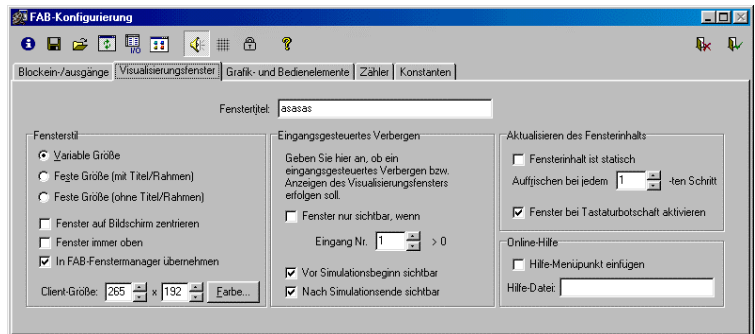 FAB-Konfigurierung
I/O
Blockein-/ausgänge Visualisierungsfenster Grafik- und Bedienelemente Zähler Konstanten
Fenstertitel: asasas
Fensterstil
Variable Größe
Feste Größe (mit Titel/Rahmen)
Feste Größe (ohne Titel/Rahmen)
Fenster auf Bildschirm zentrieren
Fenster immer oben
In FAB-Fenstermanager übernehmen
Client-Größe: 265 x 192 Farbe...
Eingangsgesteuertes Verbergen
Geben Sie hier an, ob ein
eingangsgesteuertes Verbergen bzw.
Anzeigen des Visualisierungsfensters
erfolgen soll.
Fenster nur sichtbar, wenn
Eingang Nr. 1 > 0
Vor Simulationsbeginn sichtbar
Nach Simulationsende sichtbar
Aktualisieren des Fensterinhalts
Fensterinhalt ist statisch
Auffrischen bei jedem 1 -ten Schritt
Fenster bei Tastaturbotschaft aktivieren
Online-Hilfe
Hilfe-Menüpunkt einfügen
Hilfe-Datei: